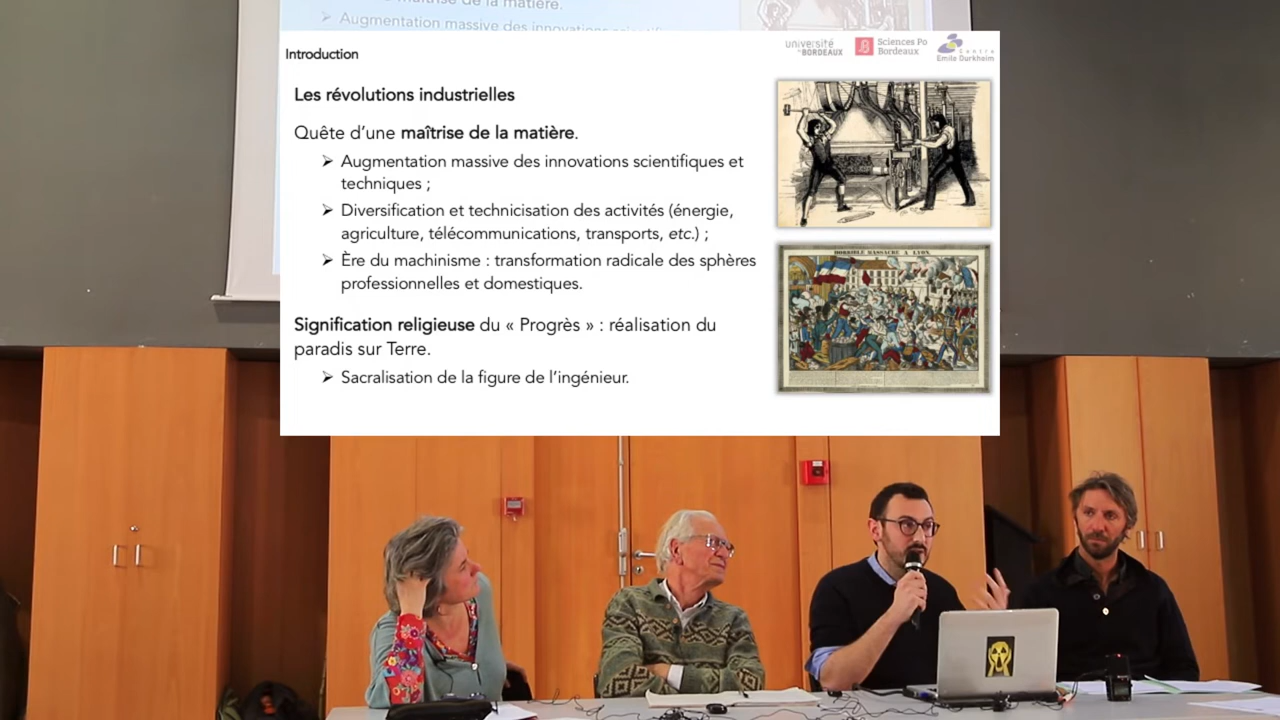 maîtrise de la matière.
Augmentation massive des innovations scientifi
Introduction
université
de BORDEAUX
Sciences Po
Bordeaux
Centre
Emile Durkheim
Les révolutions industrielles
Quête d'une maîtrise de la matière.
➢ Augmentation massive des innovations scientifiques et
techniques ;
➢ Diversification et technicisation des activités (énergie,
agriculture, télécommunications, transports, etc.) ;
➢ Ère du machinisme : transformation radicale des sphères
professionnelles et domestiques.
Signification religieuse du « Progrès » : réalisation du
paradis sur Terre.
➢ Sacralisation de la figure de l'ingénieur.
HORRIBLE MASSACRE A LYON.